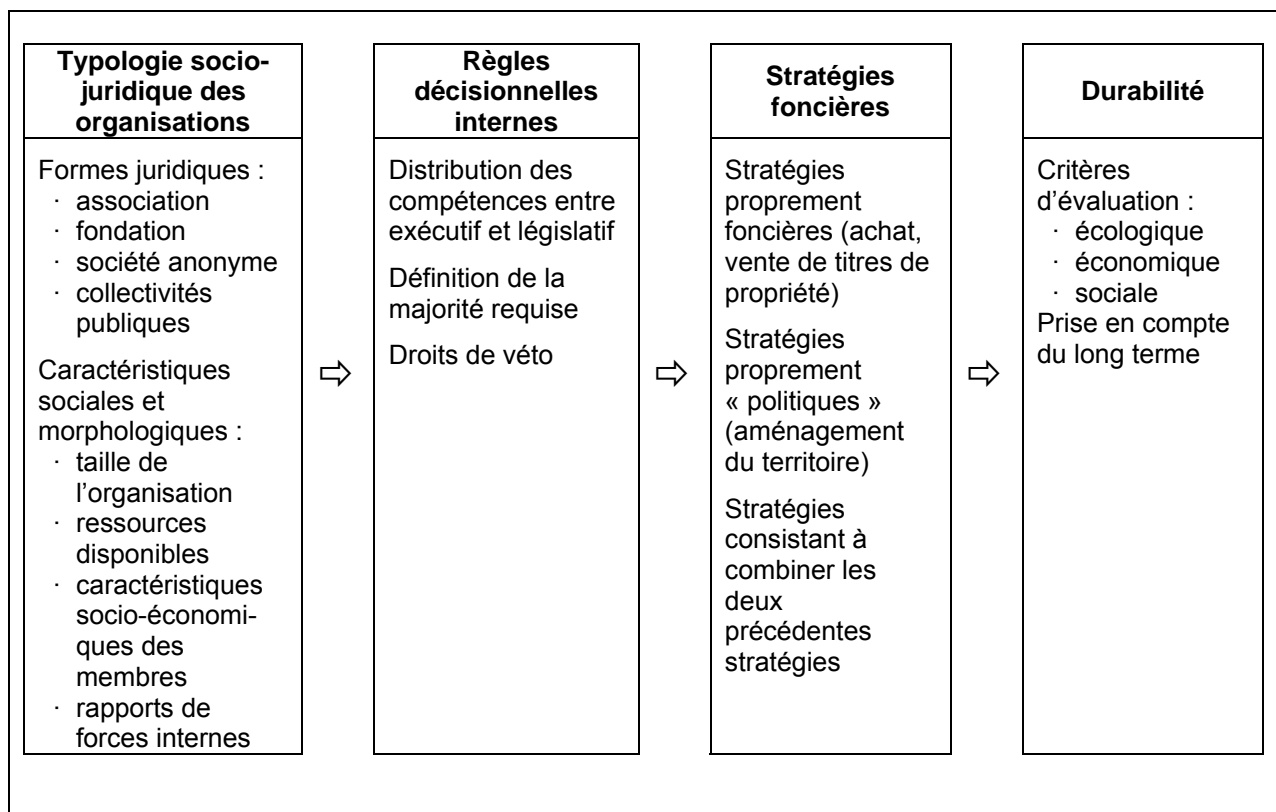 Typologie socio-
juridique des
organisations
Formes juridiques :
· association
· fondation
· société anonyme
· collectivités
publiques
Caractéristiques
sociales et
morphologiques :
· taille de
l’organisation
· ressources
disponibles
· caractéristiques
socio-économi-
ques des
membres
· rapports de
forces internes
⇨
Règles
décisionnelles
internes
Distribution des
compétences entre
exécutif et législatif
Définition de la
majorité requise
Droits de véto
⇨
Stratégies
foncières
Stratégies
proprement
foncières (achat,
vente de titres de
propriété)
Stratégies
proprement
« politiques »
(aménagement
du territoire)
Stratégies
consistant à
combiner les
deux
précédentes
stratégies
⇨
Durabilité
Critères
d’évaluation :
· écologique
· économique
· sociale
Prise en compte
du long terme